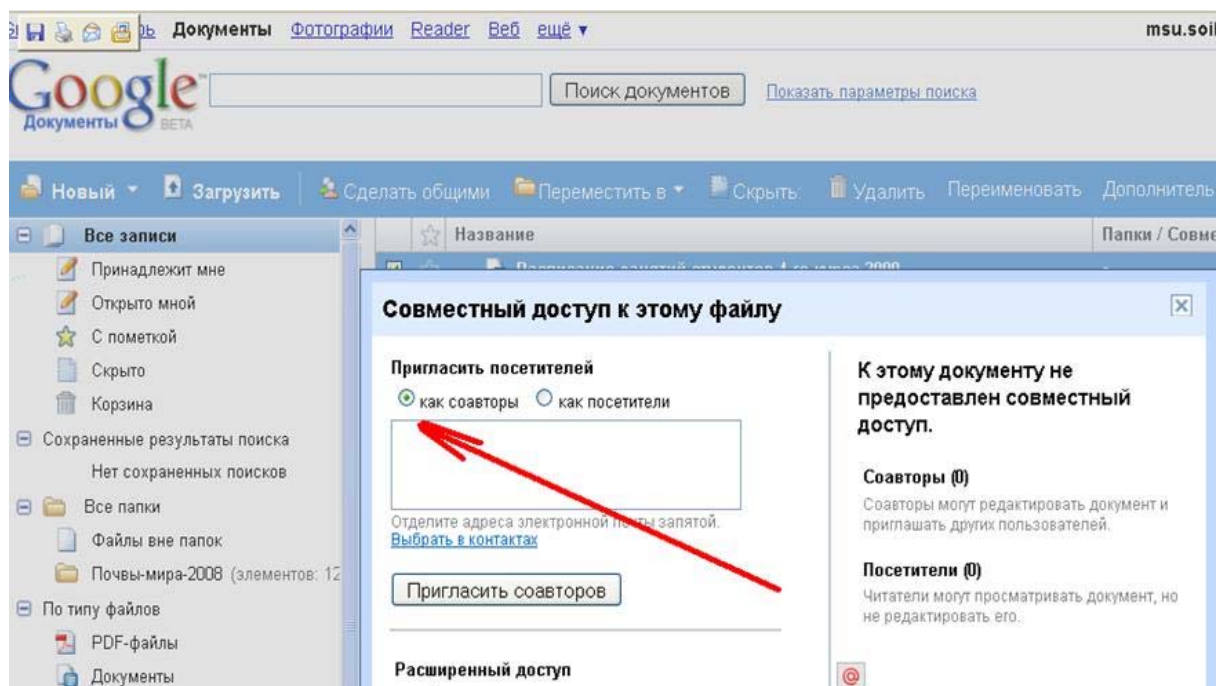 Документы Фотографии Reader Веб ещё ▾ msu.soil
Google
Документы BETA
Поиск документов Показать параметры поиска
Новый Загрузить Сделать общими Переместить в Скрыть: Удалить Переименовать Дополнитель
Все записи
Название Папки / Совме
Принадлежит мне
Открыто мной
С пометкой
Скрыто
Корзина
Сохраненные результаты поиска
Нет сохраненных поисков
Все папки
Файлы вне папок
Почвы-мира-2008 (элементов: 12
По типу файлов
PDF-файлы
Документы
Совместный доступ к этому файлу
Пригласить посетителей
как соавторы как посетители
Отделите адреса электронной почты запятой.
Выбрать в контактах
Пригласить соавторов
Расширенный доступ
К этому документу не
предоставлен совместный
доступ.
Соавторы (0)
Соавторы могут редактировать документ и
приглашать других пользователей.
Посетители (0)
Читатели могут просматривать документ, но
не редактировать его.